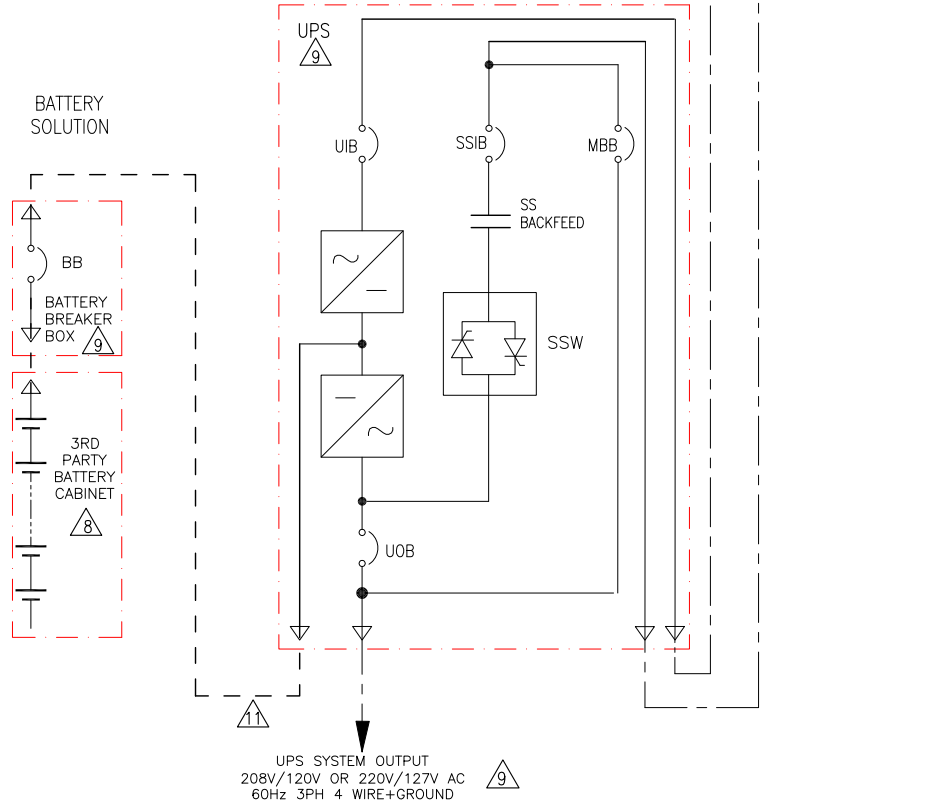 UPS
9
BATTERY
SOLUTION
UIB
SSIB
MBB
SS
BACKFEED
BB
BATTERY
BREAKER
BOX
9
SSW
3RD
PARTY
BATTERY
CABINET
8
UOB
11
UPS SYSTEM OUTPUT
208V/120V OR 220V/127V AC
60Hz 3PH 4 WIRE+GROUND
9